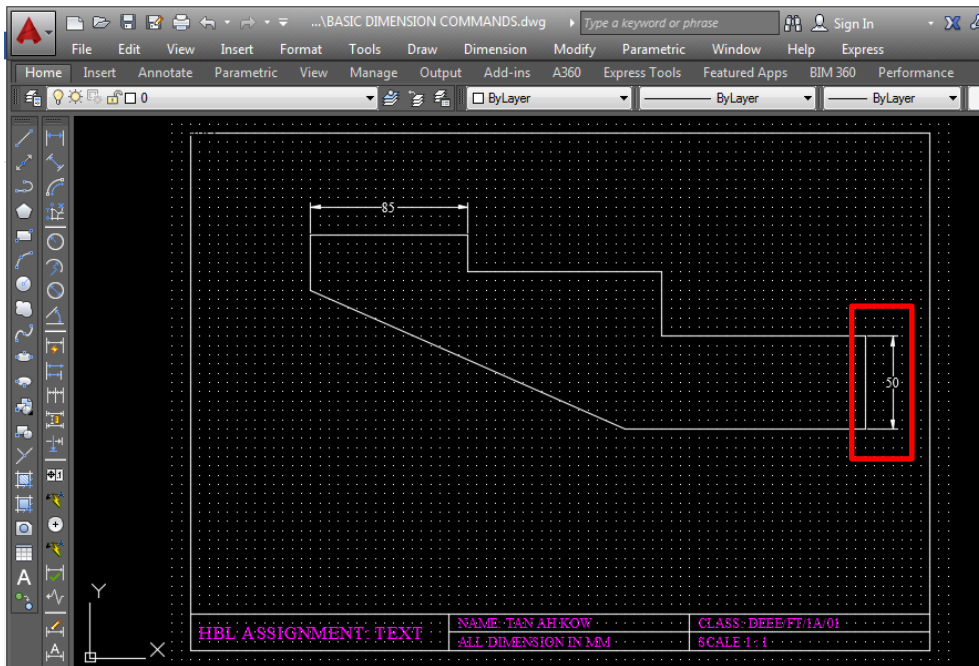 ...\BASIC DIMENSION COMMANDS.dwg Type a keyword or phrase Sign In
File Edit View Insert Format Tools Draw Dimension Modify Parametric Window Help Express
Home Insert Annotate Parametric View Manage Output Add-ins A360 Express Tools Featured Apps BIM 360 Performance
0 ByLayer ByLayer ByLayer
85
50
A
Y
X
A
HBL ASSIGNMENT: TEXT
NAME: TAN AH KOW
CLASS: DEEE/FT/1A/01
ALL DIMENSION IN MM
SCALE 1 : 1